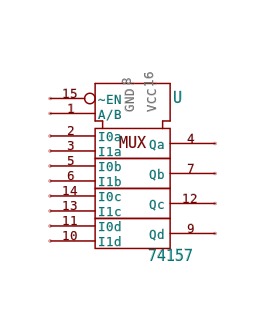 15 ~EN GND 8 VCC 16 U
1 A/B
2 I0a MUX Qa 4
3 I1a
5 I0b Qb 7
6 I1b
14 I0c Qc 12
13 I1c
11 I0d Qd 9
10 I1d
74157